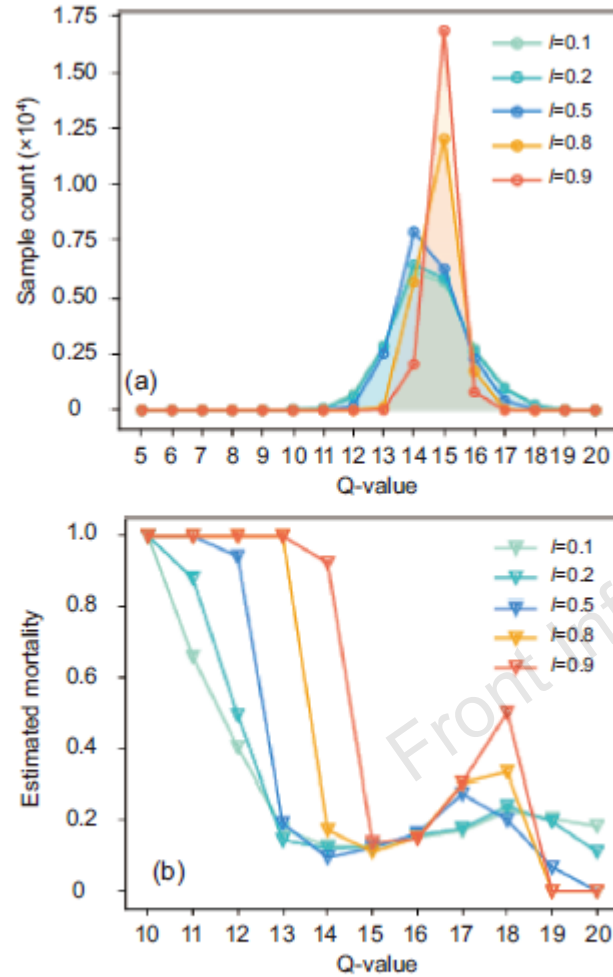 1.75
1.50
1.25
1.00
0.75
0.50
0.25
0
Sample count (×10⁴)
l=0.1
l=0.2
l=0.5
l=0.8
l=0.9
(a)
5 6 7 8 9 10 11 12 13 14 15 16 17 18 19 20
Q-value
1.0
0.8
0.6
0.4
0.2
0
Estimated mortality
l=0.1
l=0.2
l=0.5
l=0.8
l=0.9
Front Inf
(b)
10 11 12 13 14 15 16 17 18 19 20
Q-value